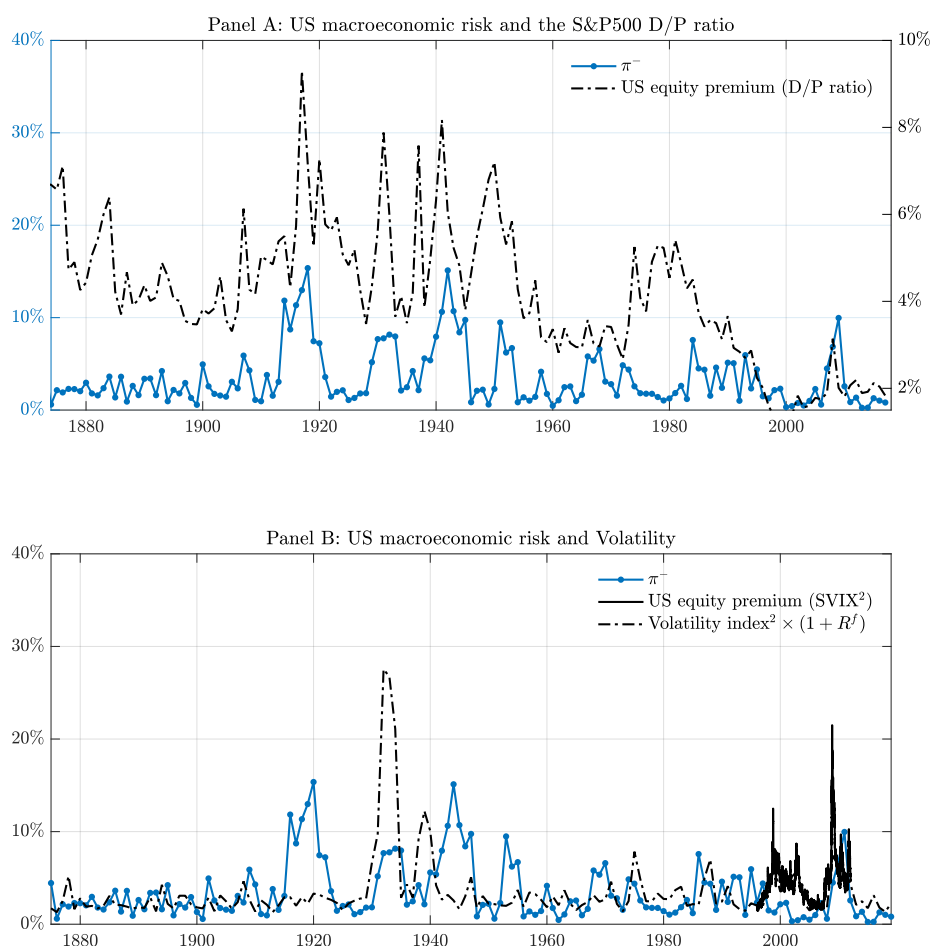 Panel A: US macroeconomic risk and the S&P500 D/P ratio
40%
10%
π⁻
US equity premium (D/P ratio)
30%
8%
20%
6%
10%
4%
0%
2%
1880 1900 1920 1940 1960 1980 2000
Panel B: US macroeconomic risk and Volatility
40%
π⁻
US equity premium (SVIX²)
Volatility index² × (1 + Rᶠ)
30%
20%
10%
0%
1880 1900 1920 1940 1960 1980 2000